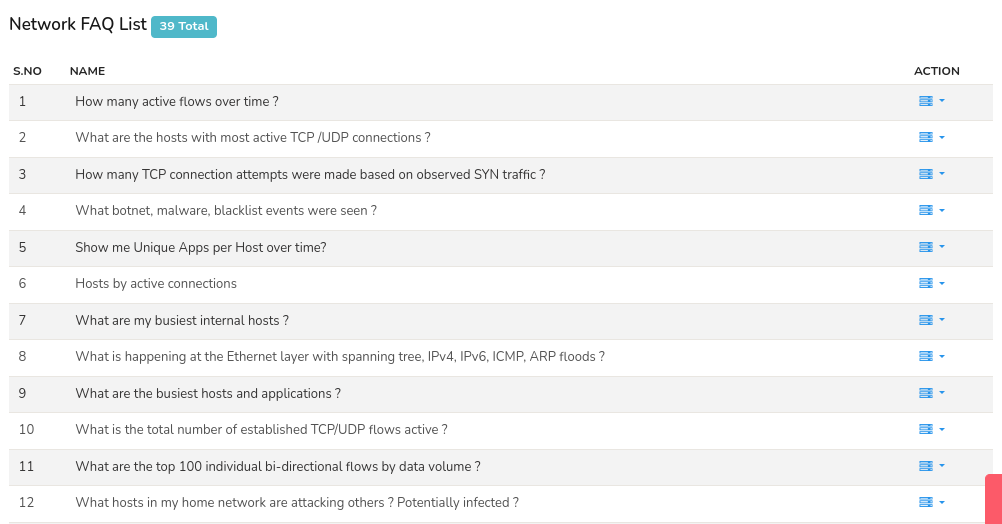 Network FAQ List 39 Total
S.NO NAME ACTION
1 How many active flows over time ?
2 What are the hosts with most active TCP /UDP connections ?
3 How many TCP connection attempts were made based on observed SYN traffic ?
4 What botnet, malware, blacklist events were seen ?
5 Show me Unique Apps per Host over time?
6 Hosts by active connections
7 What are my busiest internal hosts ?
8 What is happening at the Ethernet layer with spanning tree, IPv4, IPv6, ICMP, ARP floods ?
9 What are the busiest hosts and applications ?
10 What is the total number of established TCP/UDP flows active ?
11 What are the top 100 individual bi-directional flows by data volume ?
12 What hosts in my home network are attacking others ? Potentially infected ?